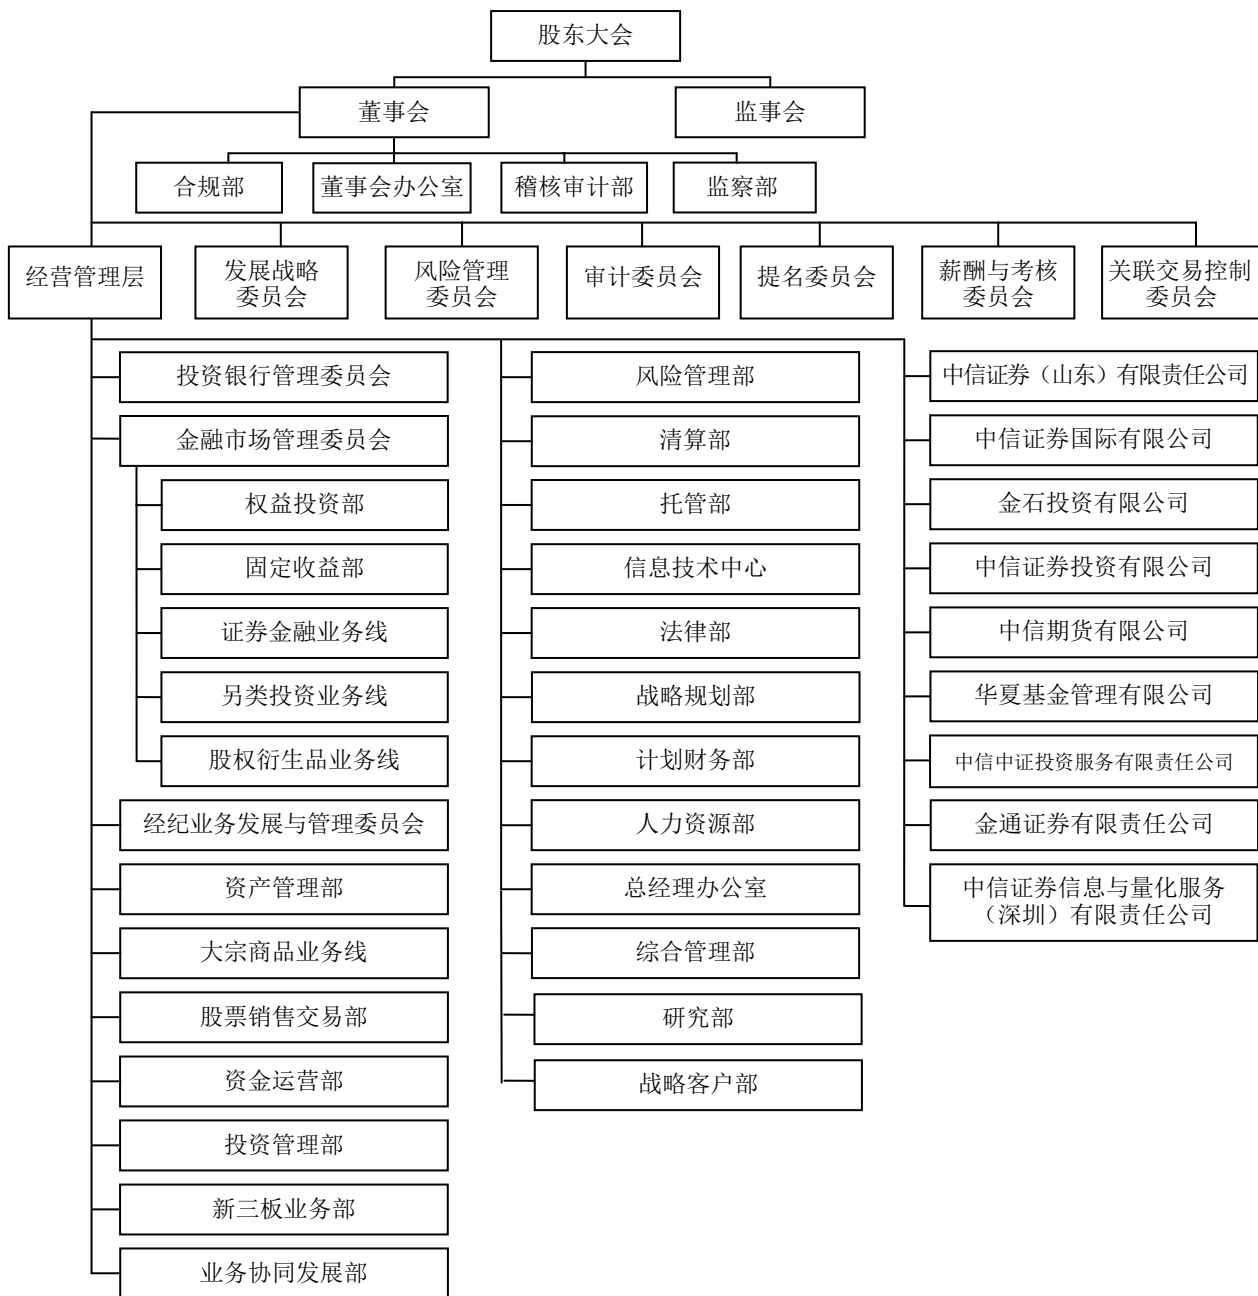 股东大会
董事会
监事会
合规部
董事会办公室
稽核审计部
监察部
经营管理层
发展战略
委员会
风险管理
委员会
审计委员会
提名委员会
薪酬与考核
委员会
关联交易控制
委员会
投资银行管理委员会
金融市场管理委员会
权益投资部
固定收益部
证券金融业务线
另类投资业务线
股权衍生品业务线
经纪业务发展与管理委员会
资产管理部
大宗商品业务线
股票销售交易部
资金运营部
投资管理部
新三板业务部
业务协同发展部
风险管理部
清算部
托管部
信息技术中心
法律部
战略规划部
计划财务部
人力资源部
总经理办公室
综合管理部
研究部
战略客户部
中信证券（山东）有限责任公司
中信证券国际有限公司
金石投资有限公司
中信证券投资有限公司
中信期货有限公司
华夏基金管理有限公司
中信中证投资服务有限责任公司
金通证券有限责任公司
中信证券信息与量化服务
（深圳）有限责任公司